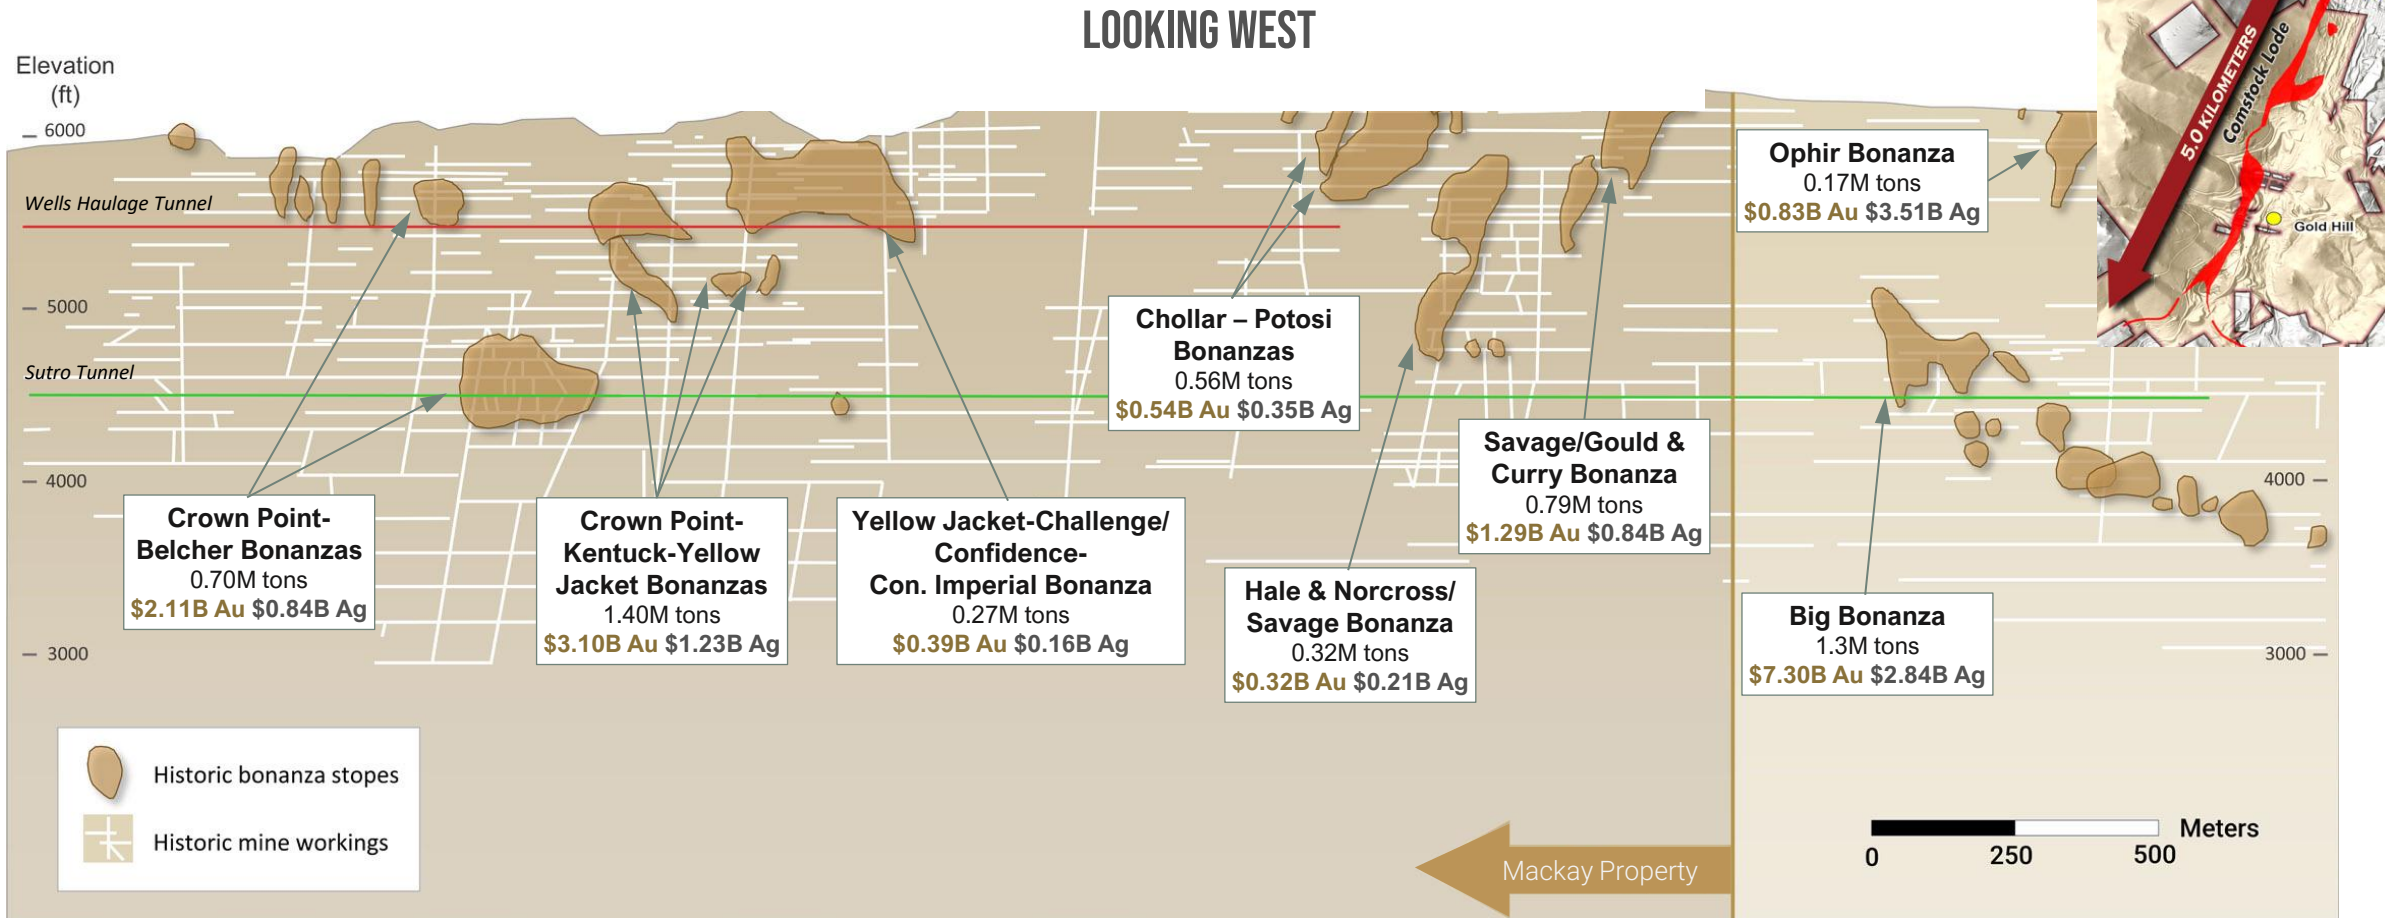 LOOKING WEST
Elevation
(ft)
6000
Wells Haulage Tunnel
5000
Sutro Tunnel
4000
3000
Crown Point-
Belcher Bonanzas
0.70M tons
$2.11B Au $0.84B Ag
Crown Point-
Kentuck-Yellow
Jacket Bonanzas
1.40M tons
$3.10B Au $1.23B Ag
Yellow Jacket-Challenge/
Confidence-
Con. Imperial Bonanza
0.27M tons
$0.39B Au $0.16B Ag
Chollar – Potosi
Bonanzas
0.56M tons
$0.54B Au $0.35B Ag
Hale & Norcross/
Savage Bonanza
0.32M tons
$0.32B Au $0.21B Ag
Savage/Gould &
Curry Bonanza
0.79M tons
$1.29B Au $0.84B Ag
Ophir Bonanza
0.17M tons
$0.83B Au $3.51B Ag
Big Bonanza
1.3M tons
$7.30B Au $2.84B Ag
5.0 KILOMETERS
Comstock Lode
Gold Hill
4000
3000
Historic bonanza stopes
Historic mine workings
Mackay Property
Meters
0 250 500